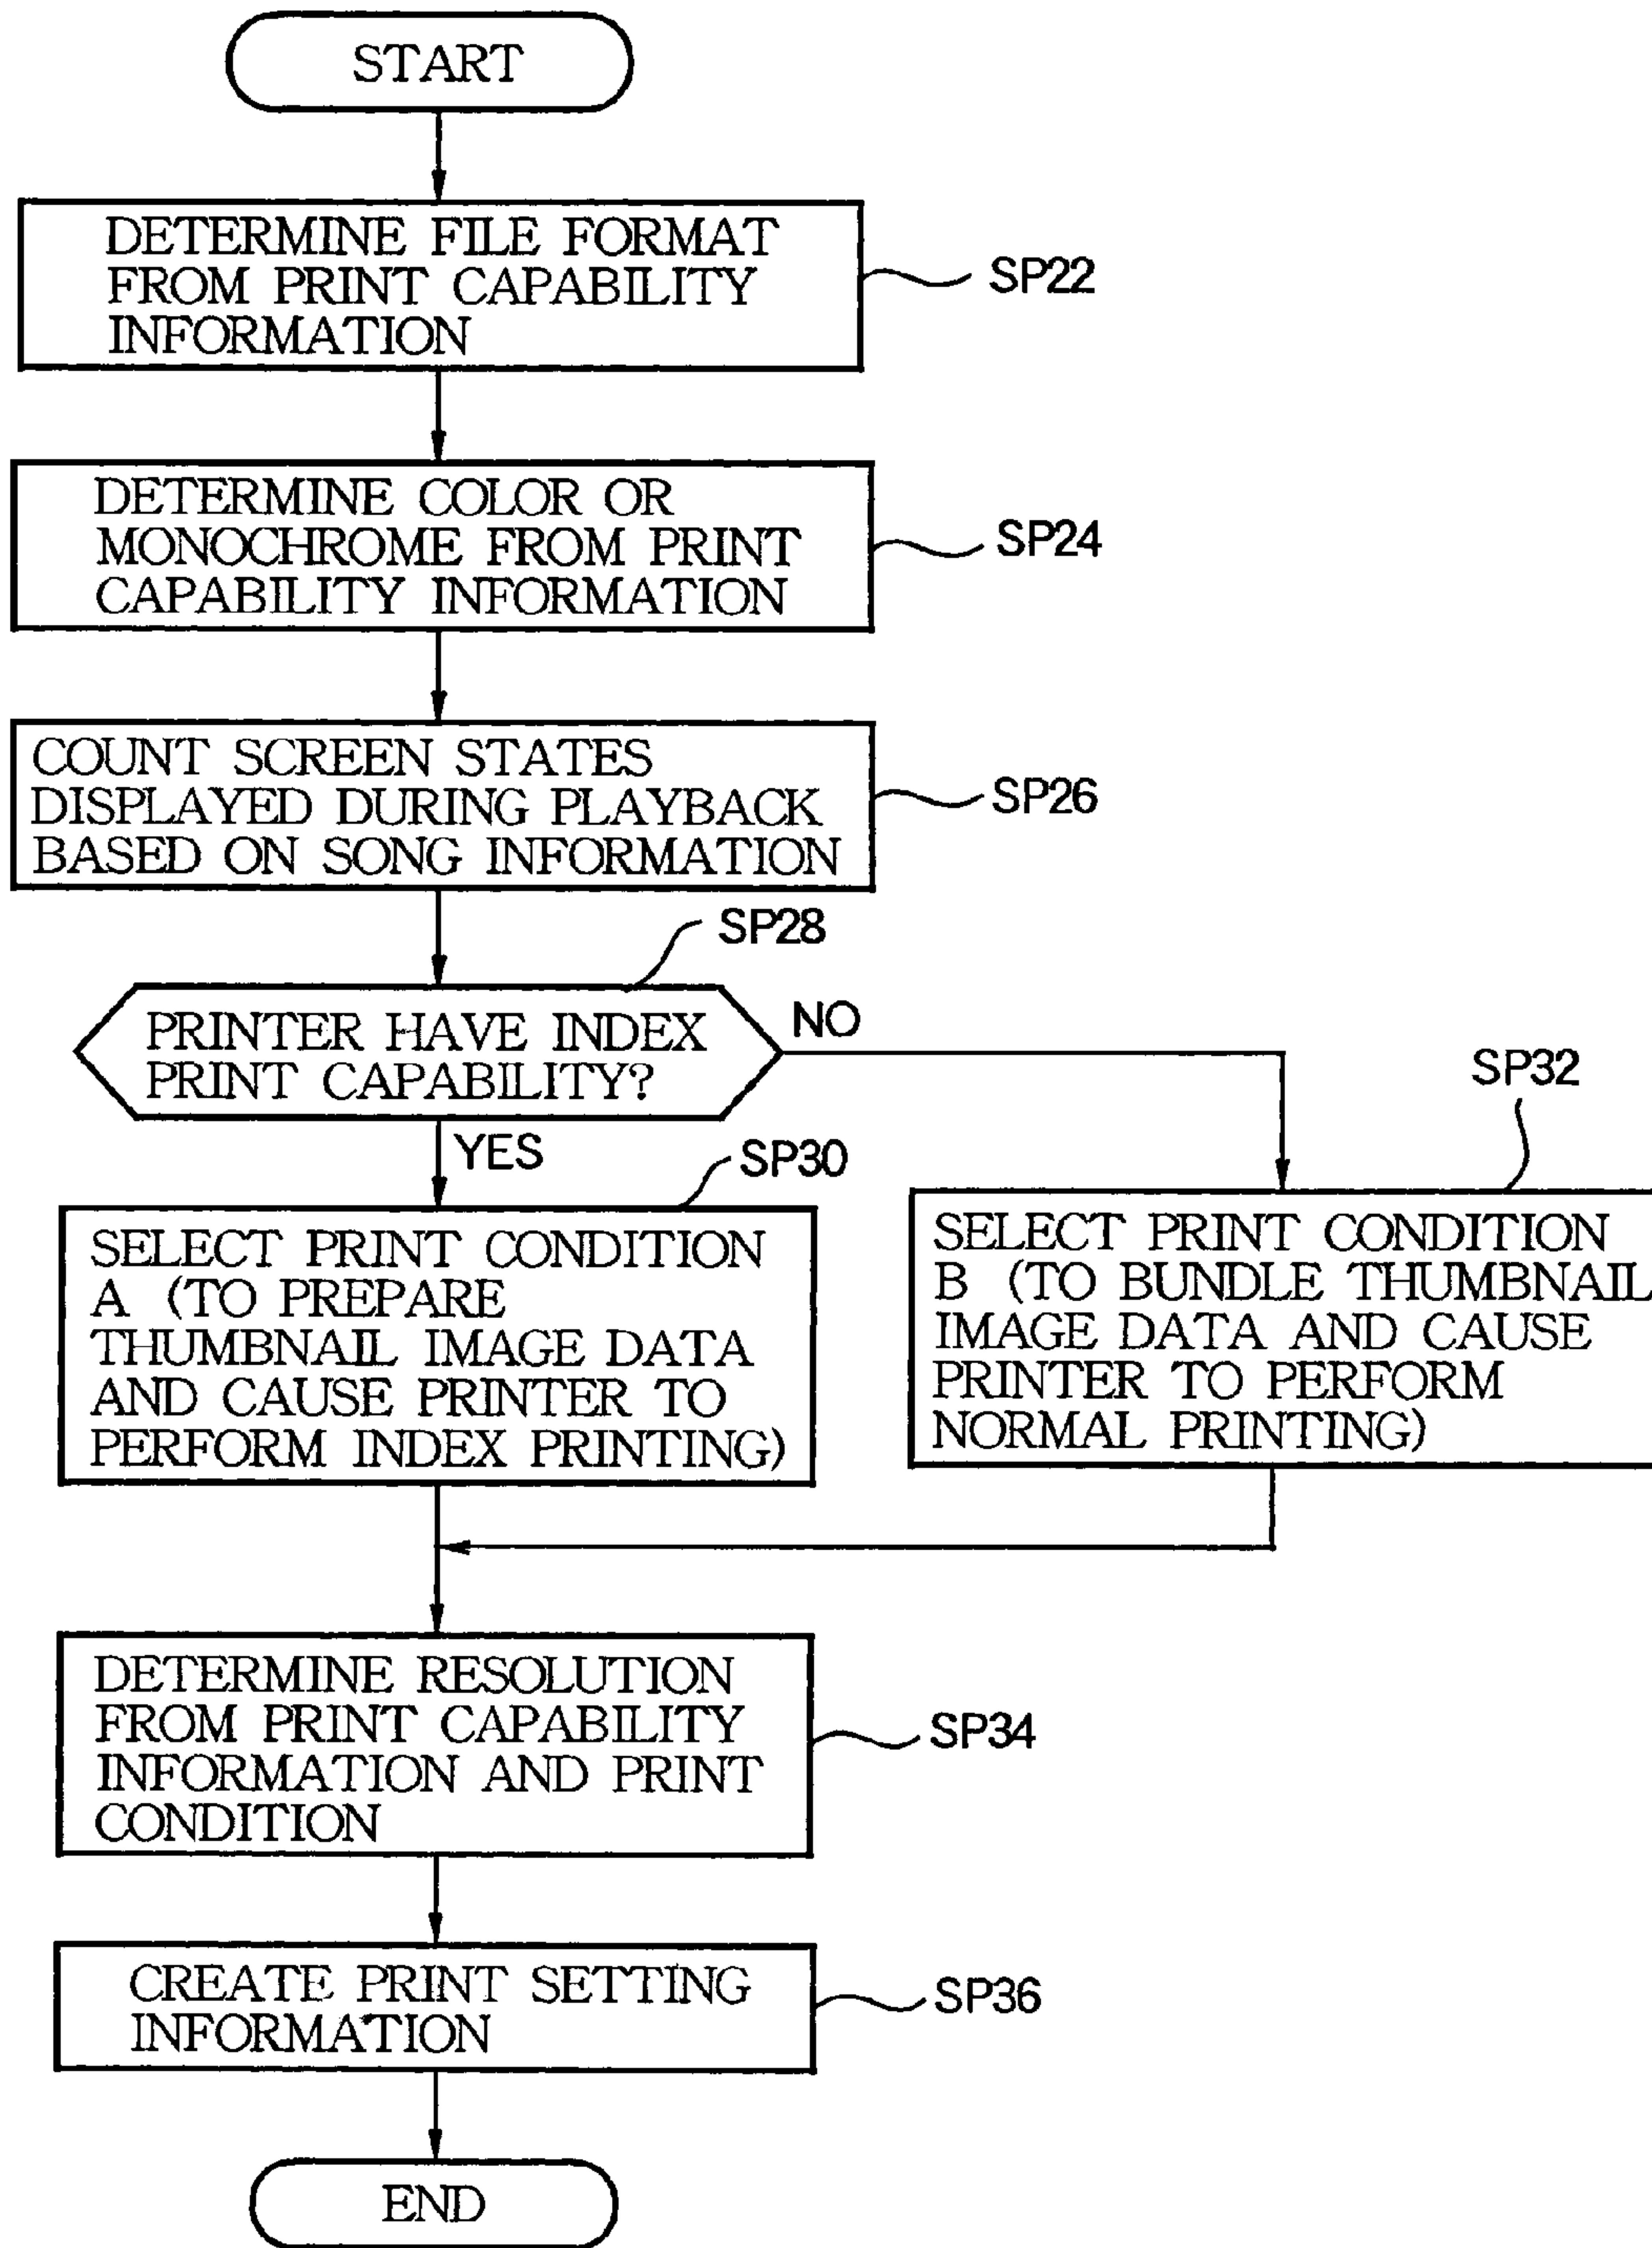 START
DETERMINE FILE FORMAT
FROM PRINT CAPABILITY
INFORMATION
SP22
DETERMINE COLOR OR
MONOCHROME FROM PRINT
CAPABILITY INFORMATION
SP24
COUNT SCREEN STATES
DISPLAYED DURING PLAYBACK
BASED ON SONG INFORMATION
SP26
SP28
PRINTER HAVE INDEX
PRINT CAPABILITY?
NO
YES
SP30
SELECT PRINT CONDITION
A (TO PREPARE
THUMBNAIL IMAGE DATA
AND CAUSE PRINTER TO
PERFORM INDEX PRINTING)
SP32
SELECT PRINT CONDITION
B (TO BUNDLE THUMBNAIL
IMAGE DATA AND CAUSE
PRINTER TO PERFORM
NORMAL PRINTING)
DETERMINE RESOLUTION
FROM PRINT CAPABILITY
INFORMATION AND PRINT
CONDITION
SP34
CREATE PRINT SETTING
INFORMATION
SP36
END